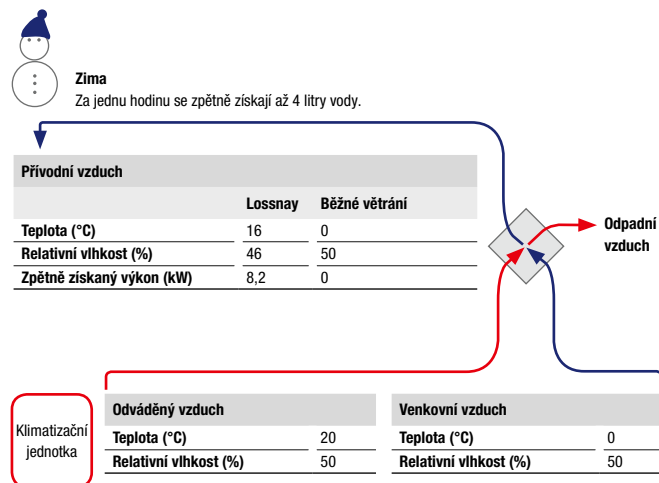 Zima
Za jednu hodinu se zpětně získají až 4 litry vody.
Přívodní vzduch
Lossnay Běžné větrání
Teplota (°C) 16 0
Relativní vlhkost (%) 46 50
Zpětně získaný výkon (kW) 8,2 0
Odpadní
vzduch
Klimatizační
jednotka
Odváděný vzduch
Teplota (°C) 20
Relativní vlhkost (%) 50
Venkovní vzduch
Teplota (°C) 0
Relativní vlhkost (%) 50